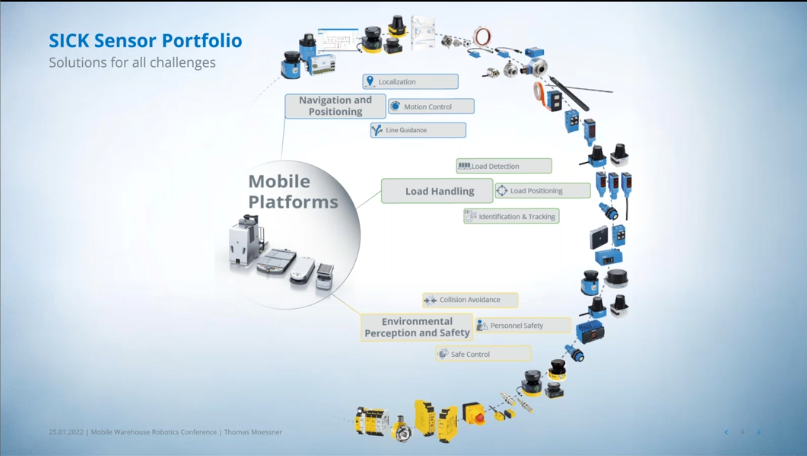 SICK Sensor Portfolio
Solutions for all challenges
Localization
Navigation and
Positioning
Motion Control
Line Guidance
Mobile
Platforms
Load Detection
Load Handling
Load Positioning
Identification & Tracking
Collision Avoidance
Environmental
Perception and Safety
Personnel Safety
Safe Control
25.01.2022 | Mobile Warehouse Robotics Conference | Thomas Moessner